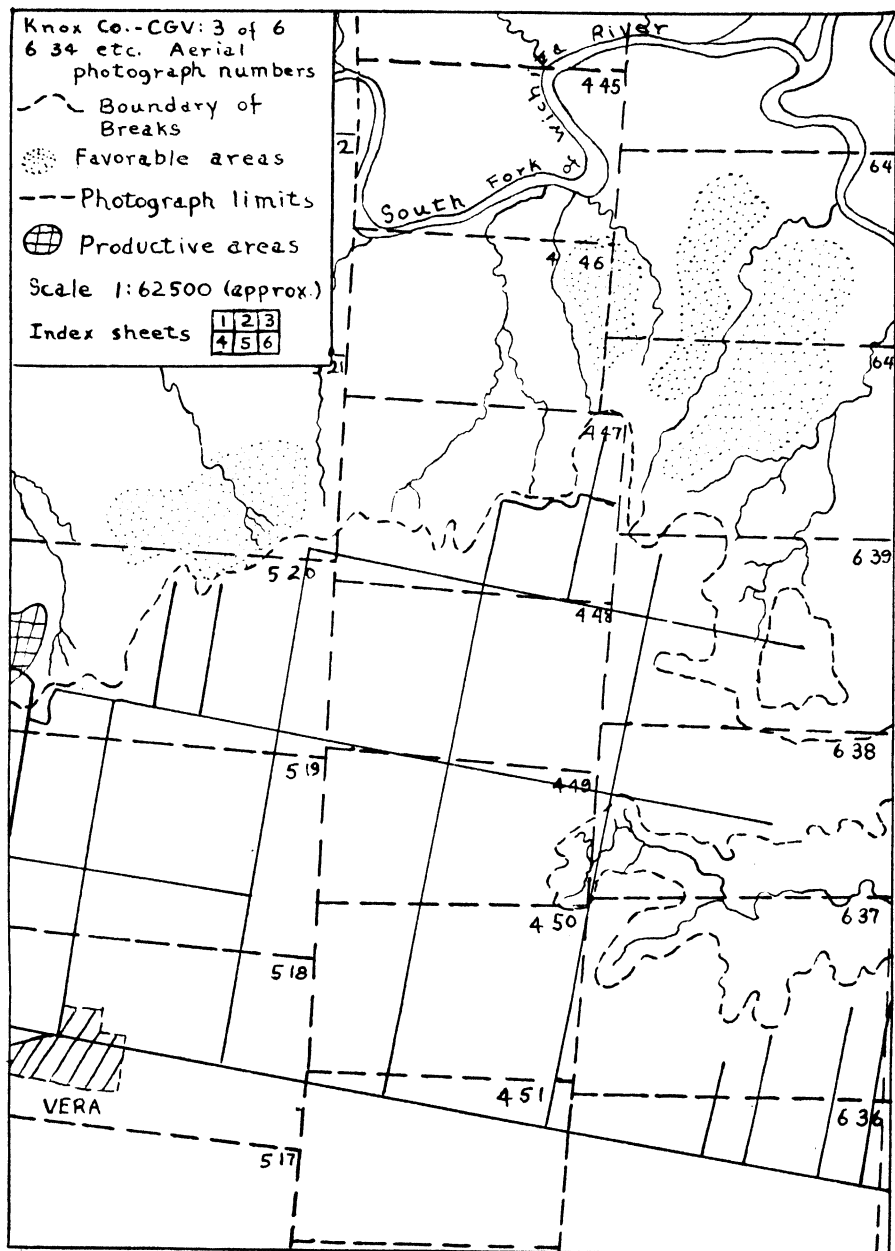 Knox Co.-CGV: 3 of 6
6 34 etc. Aerial
photograph numbers
Boundary of
Breaks
Favorable areas
Photograph limits
Productive areas
Scale 1:62500 (approx.)
Index sheets
1 2 3
4 5 6
South Fork of Wichita River
4 45
2
64
4 46
21
64
4 47
5 20
6 39
4 48
6 38
5 19
4 49
4 50
6 37
5 18
4 51
6 36
VERA
5 17